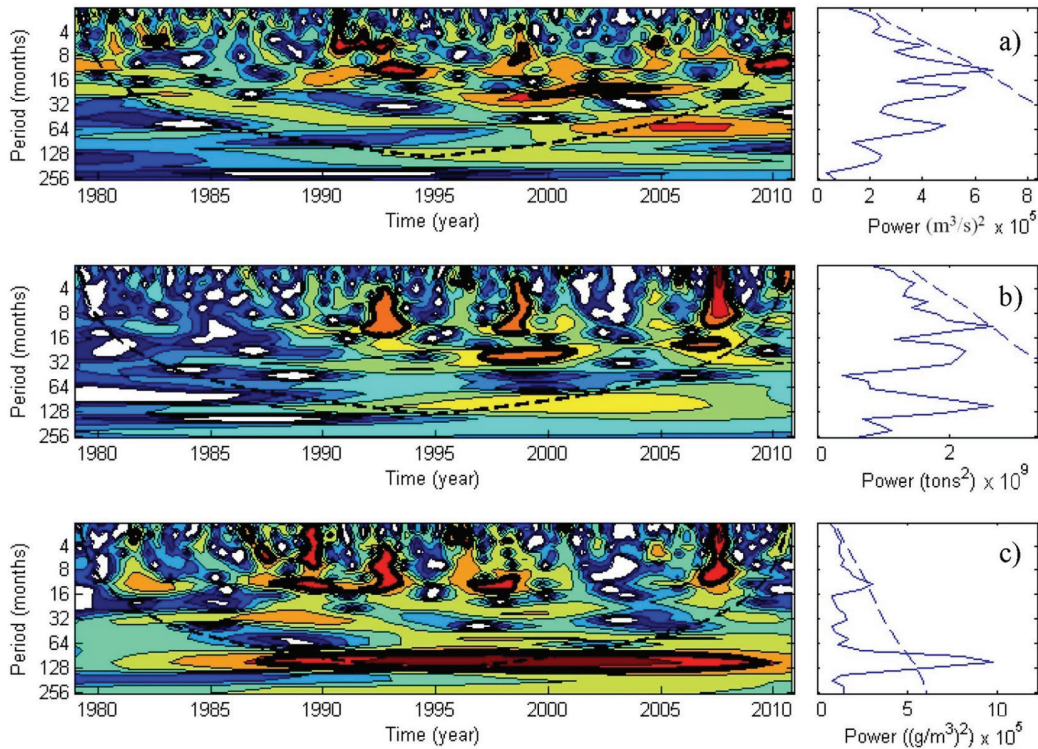 4
8
16
32
64
128
256
Period (months)
1980 1985 1990 1995 2000 2005 2010
Time (year)
a)
0 2 4 6 8
Power (m³/s)² x 10⁵
4
8
16
32
64
128
256
Period (months)
1980 1985 1990 1995 2000 2005 2010
Time (year)
b)
0 2
Power (tons²) x 10⁹
4
8
16
32
64
128
256
Period (months)
1980 1985 1990 1995 2000 2005 2010
Time (year)
c)
0 5 10
Power ((g/m³)²) x 10⁵